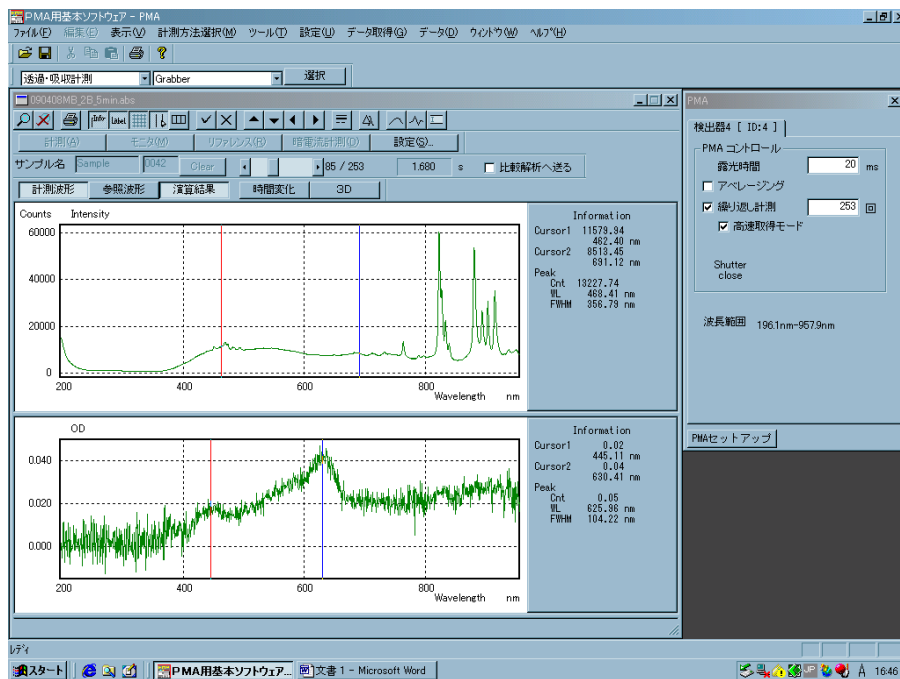 PMA用基本ソフトウェア - PMA
ファイル(F) 編集(E) 表示(V) 計測方法選択(M) ツール(T) 設定(U) データ取得(G) データ(D) ウィントウ(W) ヘルプ(H)
透過・吸収計測 Grabber 選択
090408MB_2B_5min.abs
Info Label
計測(A) モニタ(M) リファレンス(R) 暗電流計測(D) 設定(S)...
サンプル名 Sample 0042 Clear 85 / 253 1.680 s 比較解析へ送る
計測波形 参照波形 演算結果 時間変化 3D
Counts Intensity
60000
40000
20000
0
200 400 600 800
Wavelength nm
Information
Cursor1 11579.94
462.40 nm
Cursor2 8513.45
691.12 nm
Peak
Cnt 13227.74
WL 468.41 nm
FWHM 356.79 nm
OD
0.040
0.020
0.000
200 400 600 800
Wavelength nm
Information
Cursor1 0.02
445.11 nm
Cursor2 0.04
630.41 nm
Peak
Cnt 0.05
WL 625.96 nm
FWHM 104.22 nm
PMA
検出器4 [ ID:4 ]
PMA コントロール
露光時間 20 ms
アベレージング
繰り返し計測 253 回
高速取得モード
Shutter
close
波長範囲 196.1nm-957.9nm
PMAセットアップ
レディ
スタート PMA用基本ソフトウェア... 文書 1 - Microsoft Word JP A 16:46